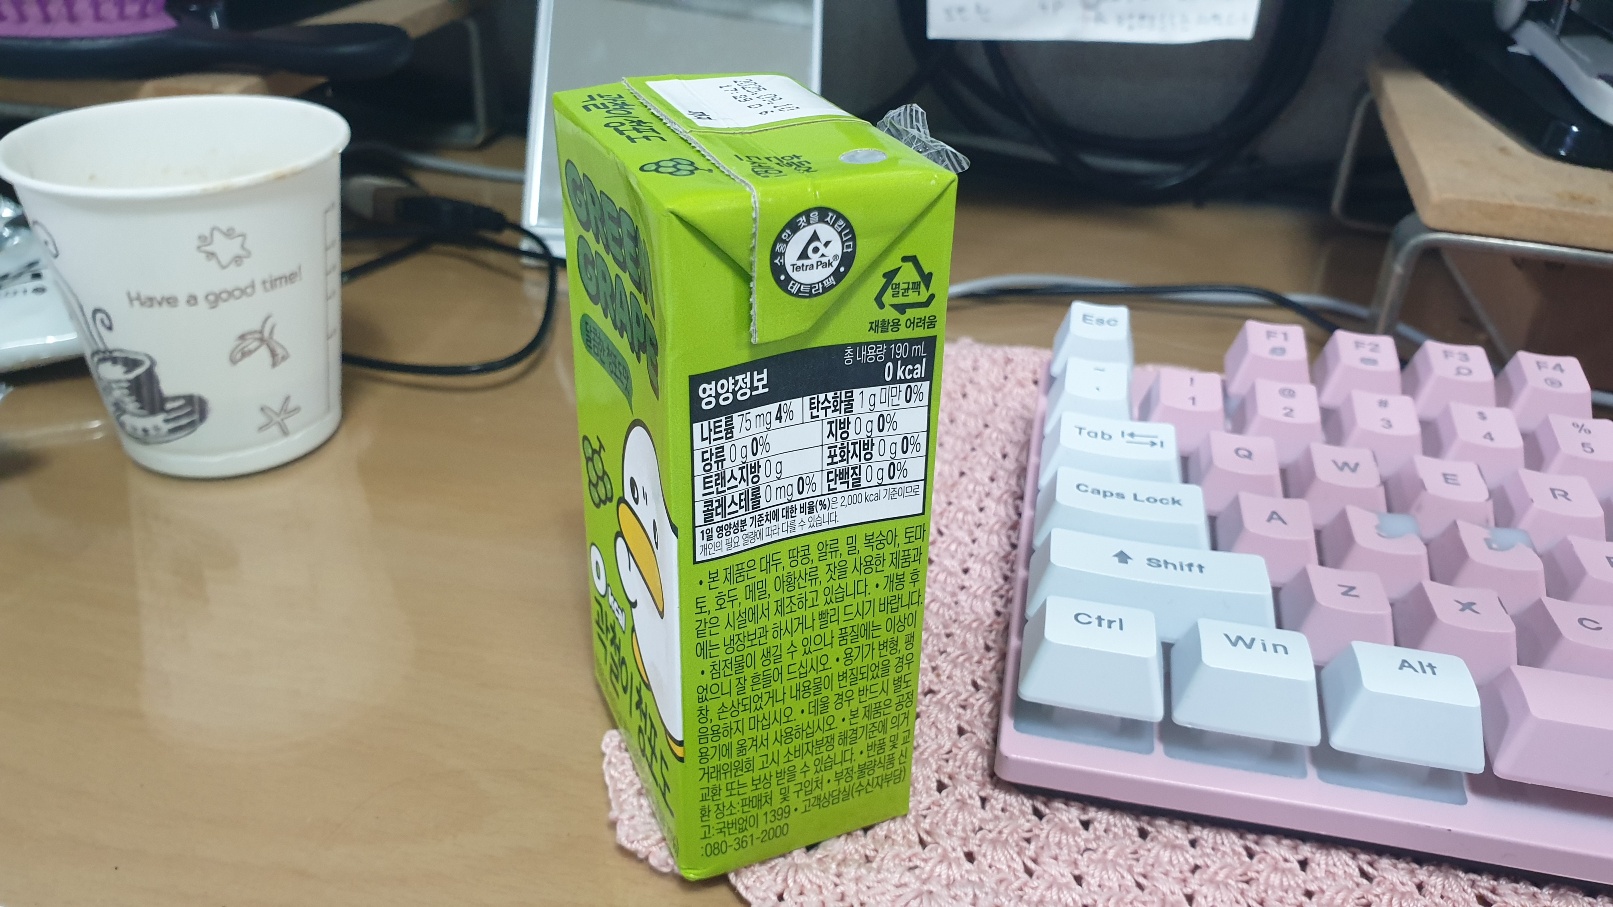 Have a good time!
GREEN
GRAPE
소중한 것을 지킵니다
Tetra Pak®
테트라팩
멸균팩
재활용 어려움
영양정보
총 내용량 190 mL
0 kcal
나트륨 75 mg 4% 탄수화물 1 g 미만 0%
당류 0 g 0% 지방 0 g 0%
트랜스지방 0 g 포화지방 0 g 0%
콜레스테롤 0 mg 0% 단백질 0 g 0%
1일 영양성분 기준치에 대한 비율(%)은 2,000 kcal 기준이므로
개인의 필요 열량에 따라 다를 수 있습니다.
• 본 제품은 대두, 땅콩, 알류, 밀, 복숭아, 토마
토, 호두, 메밀, 아황산류, 잣을 사용한 제품과
같은 시설에서 제조하고 있습니다. • 개봉 후
에는 냉장보관 하시거나 빨리 드시기 바랍니다.
• 침전물이 생길 수 있으나 품질에는 이상이
없으니 잘 흔들어 드십시오. • 용기가 변형, 팽
창, 손상되었거나 내용물이 변질되었을 경우
음용하지 마십시오. • 데울 경우 반드시 별도
용기에 옮겨서 사용하십시오. • 본 제품은 공정
거래위원회 고시 소비자분쟁 해결기준에 의거
교환 또는 보상 받을 수 있습니다. • 반품 및 교
환 장소:판매처 및 구입처 • 부정·불량식품 신
고:국번없이 1399 • 고객상담실(수신자부담)
:080-361-2000
0 kcal
과철이 청포도
Esc F1 F2 F3 F4
! 1 @ 2 # 3 $ 4 % 5
Tab Q W E R
Caps Lock A
Shift Z X C
Ctrl Win Alt